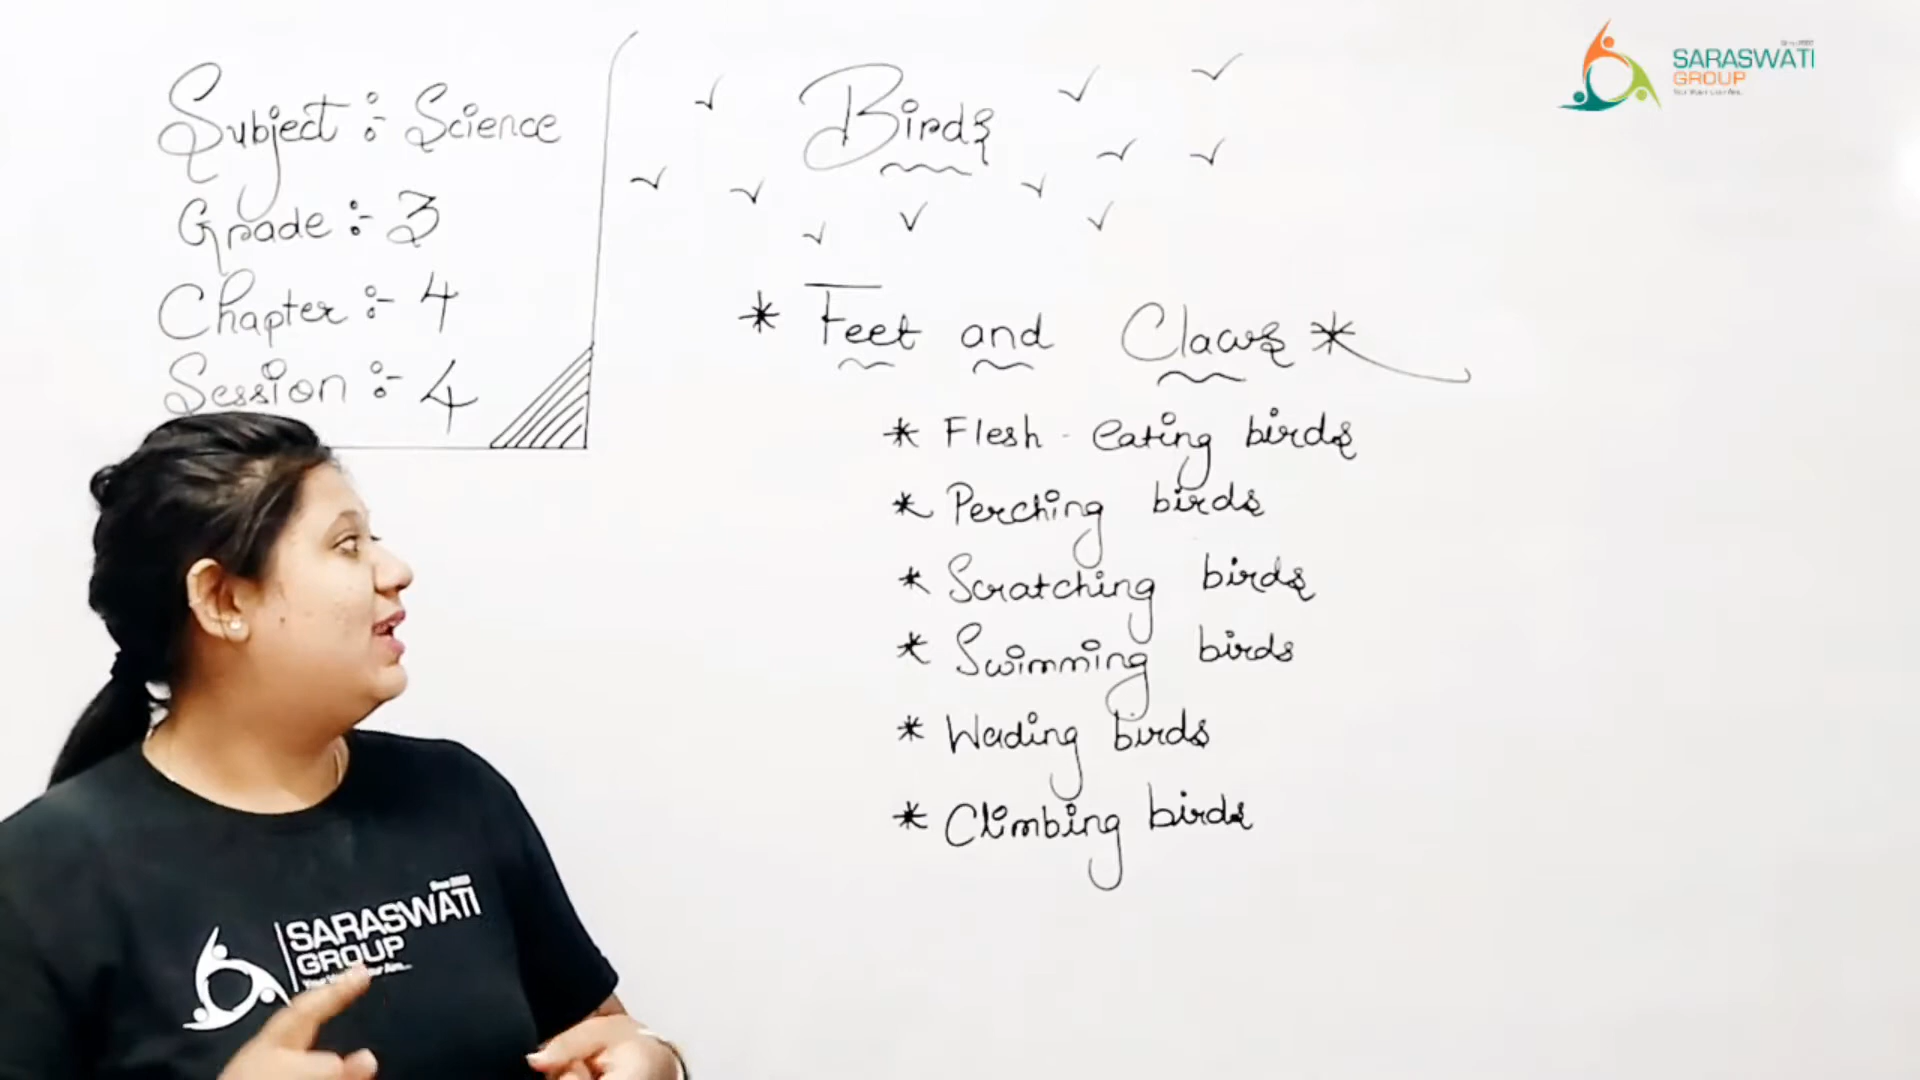 Subject :- Science
Grade :- 3
Chapter :- 4
Session :- 4
Birds
* Feet and Claws *
* Flesh - eating birds
* Perching birds
* Scratching birds
* Swimming birds
* Wading birds
* Climbing birds
SARASWATI
GROUP
SARASWATI
GROUP